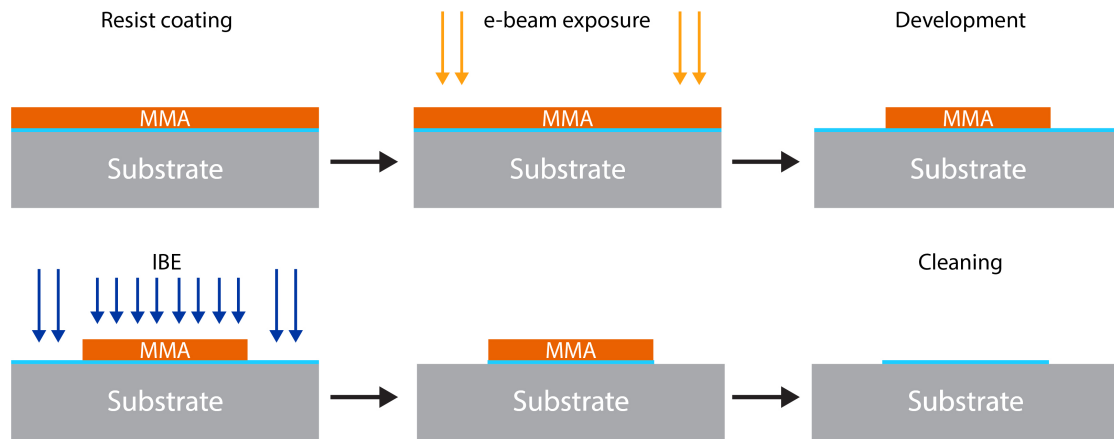 Resist coating
e-beam exposure
Development
MMA
MMA
MMA
Substrate
Substrate
Substrate
IBE
Cleaning
MMA
MMA
Substrate
Substrate
Substrate